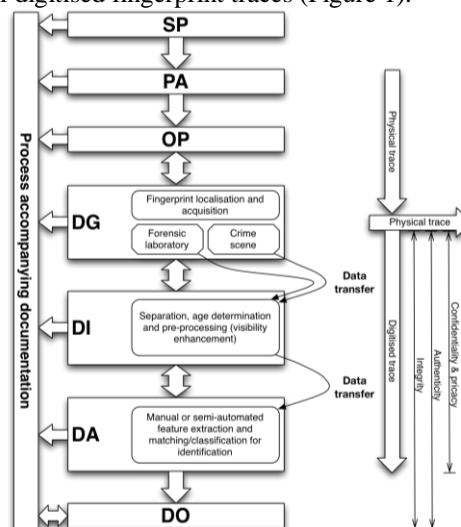 digitised fingerprint traces (Figure 1).
SP
PA
OP
Process accompanying documentation
DG
Fingerprint localisation and
acquisition
Forensic
laboratory
Crime
scene
Data
transfer
DI
Separation, age determination
and pre-processing (visibility
enhancement)
Data
transfer
DA
Manual or semi-automated
feature extraction and
matching/classification for
identification
DO
Physical trace
Physical trace
Digitised trace
Integrity
Authenticity
Confidentiality & privacy